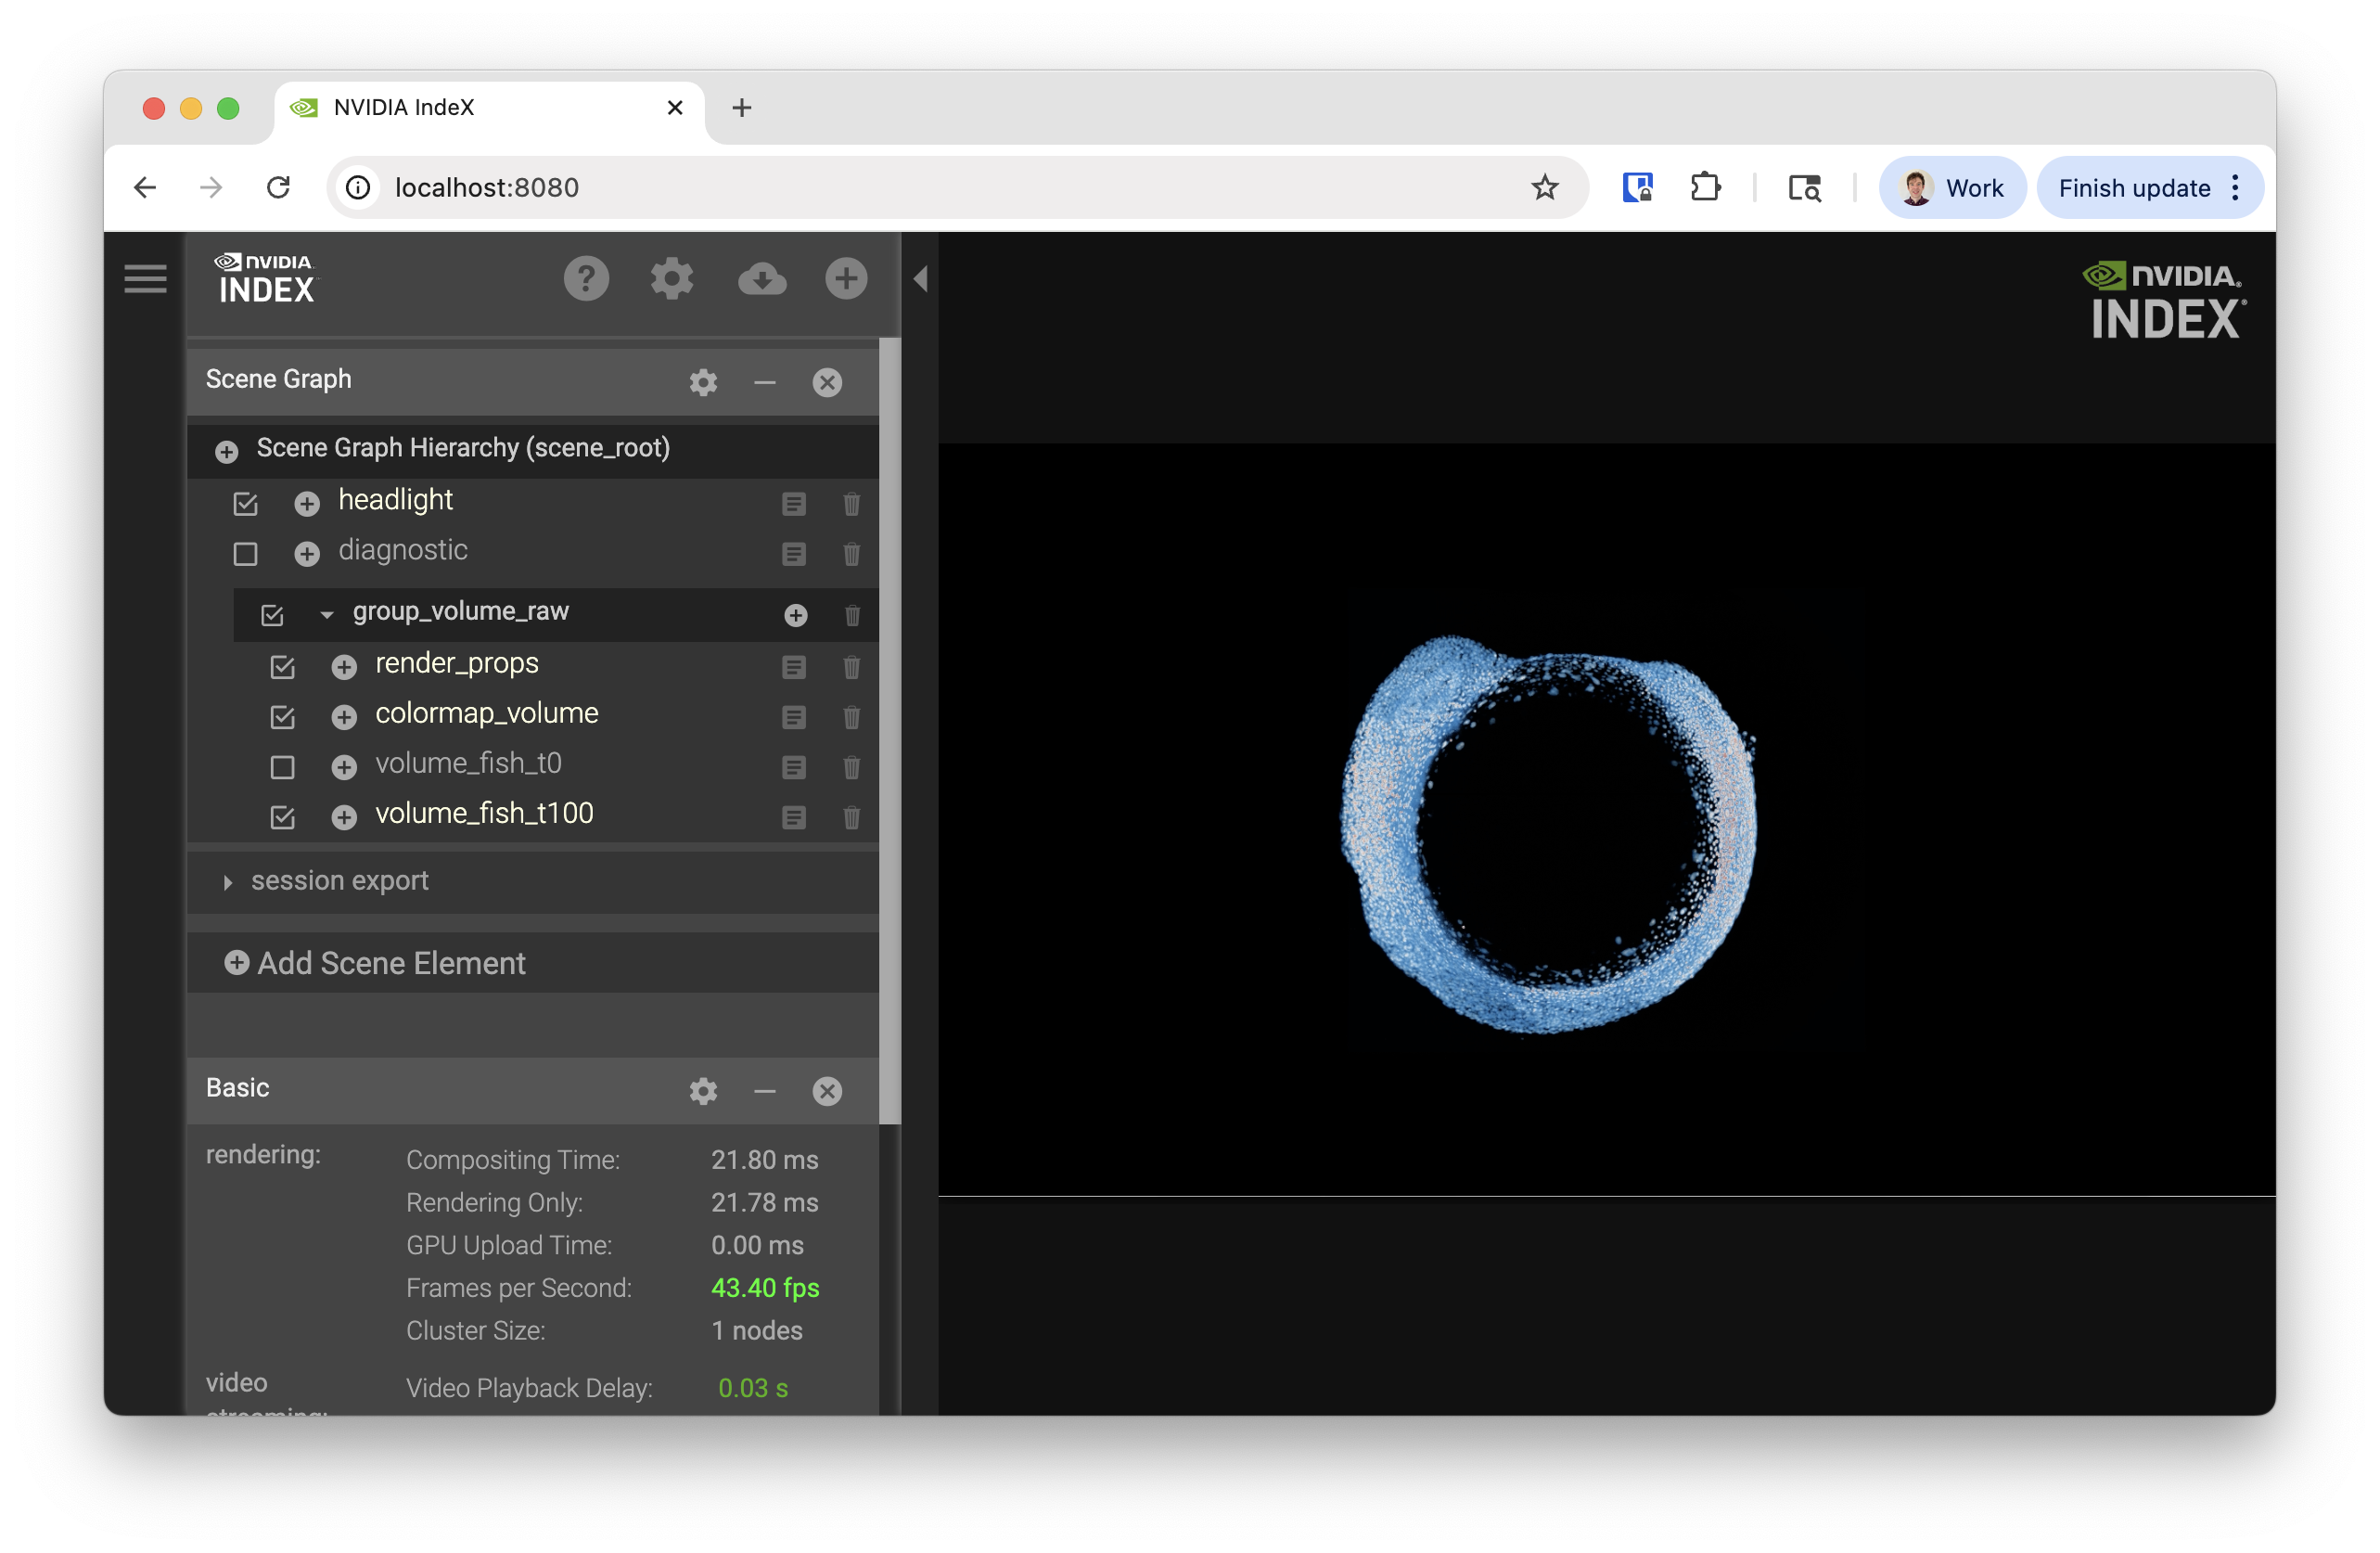 NVIDIA IndeX
localhost:8080
Work
Finish update
NVIDIA.
INDEX
?
NVIDIA.
INDEX
Scene Graph
Scene Graph Hierarchy (scene_root)
headlight
diagnostic
group_volume_raw
render_props
colormap_volume
volume_fish_t0
volume_fish_t100
session export
Add Scene Element
Basic
rendering:
Compositing Time: 21.80 ms
Rendering Only: 21.78 ms
GPU Upload Time: 0.00 ms
Frames per Second: 43.40 fps
Cluster Size: 1 nodes
video Video Playback Delay: 0.03 s
streaming: